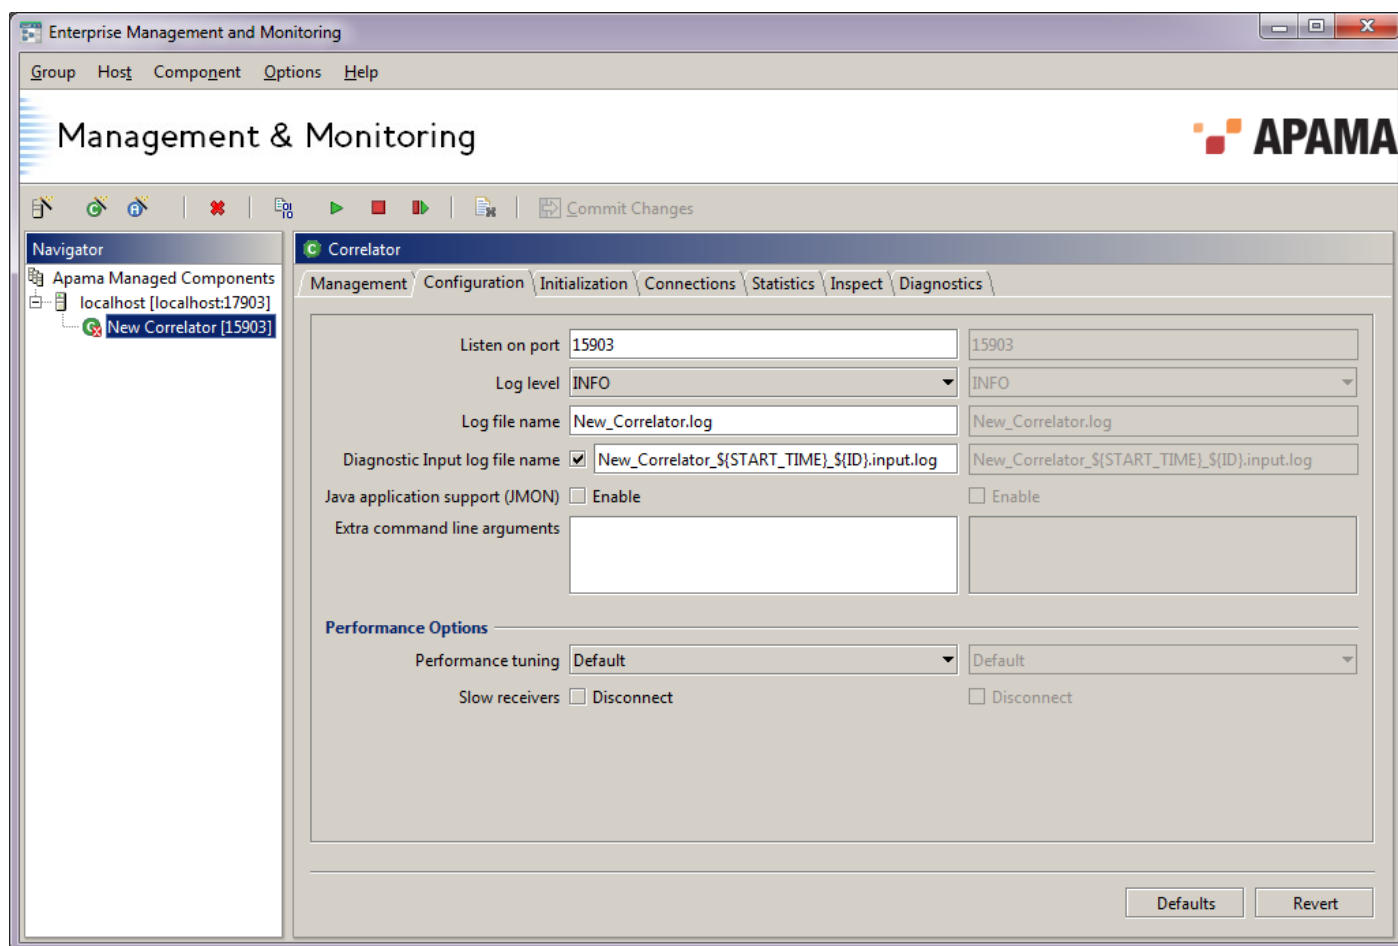 Enterprise Management and Monitoring
Group Host Component Options Help
Management & Monitoring
APAMA
Commit Changes
Navigator
Apama Managed Components
localhost [localhost:17903]
New Correlator [15903]
Correlator
Management Configuration Initialization Connections Statistics Inspect Diagnostics
Listen on port 15903 15903
Log level INFO INFO
Log file name New_Correlator.log New_Correlator.log
Diagnostic Input log file name New_Correlator_${START_TIME}_${ID}.input.log New_Correlator_${START_TIME}_${ID}.input.log
Java application support (JMON) Enable Enable
Extra command line arguments
Performance Options
Performance tuning Default Default
Slow receivers Disconnect Disconnect
Defaults Revert